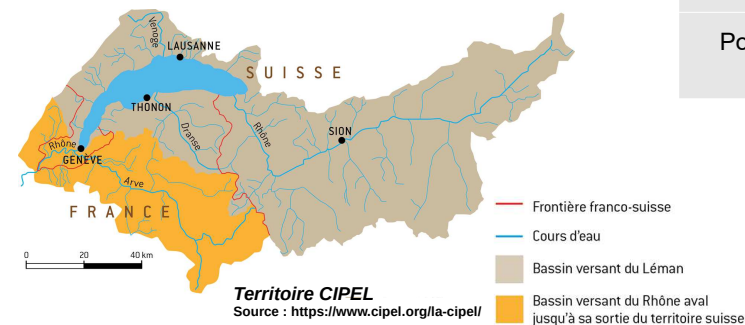 Po
Venoge
LAUSANNE
SUISSE
THONON
Dranse
Rhône
SION
Rhône
GENÈVE
Arve
FRANCE
0 20 40 km
Frontière franco-suisse
Cours d'eau
Bassin versant du Léman
Bassin versant du Rhône aval
jusqu'à sa sortie du territoire suisse
Territoire CIPEL
Source : https://www.cipel.org/la-cipel/